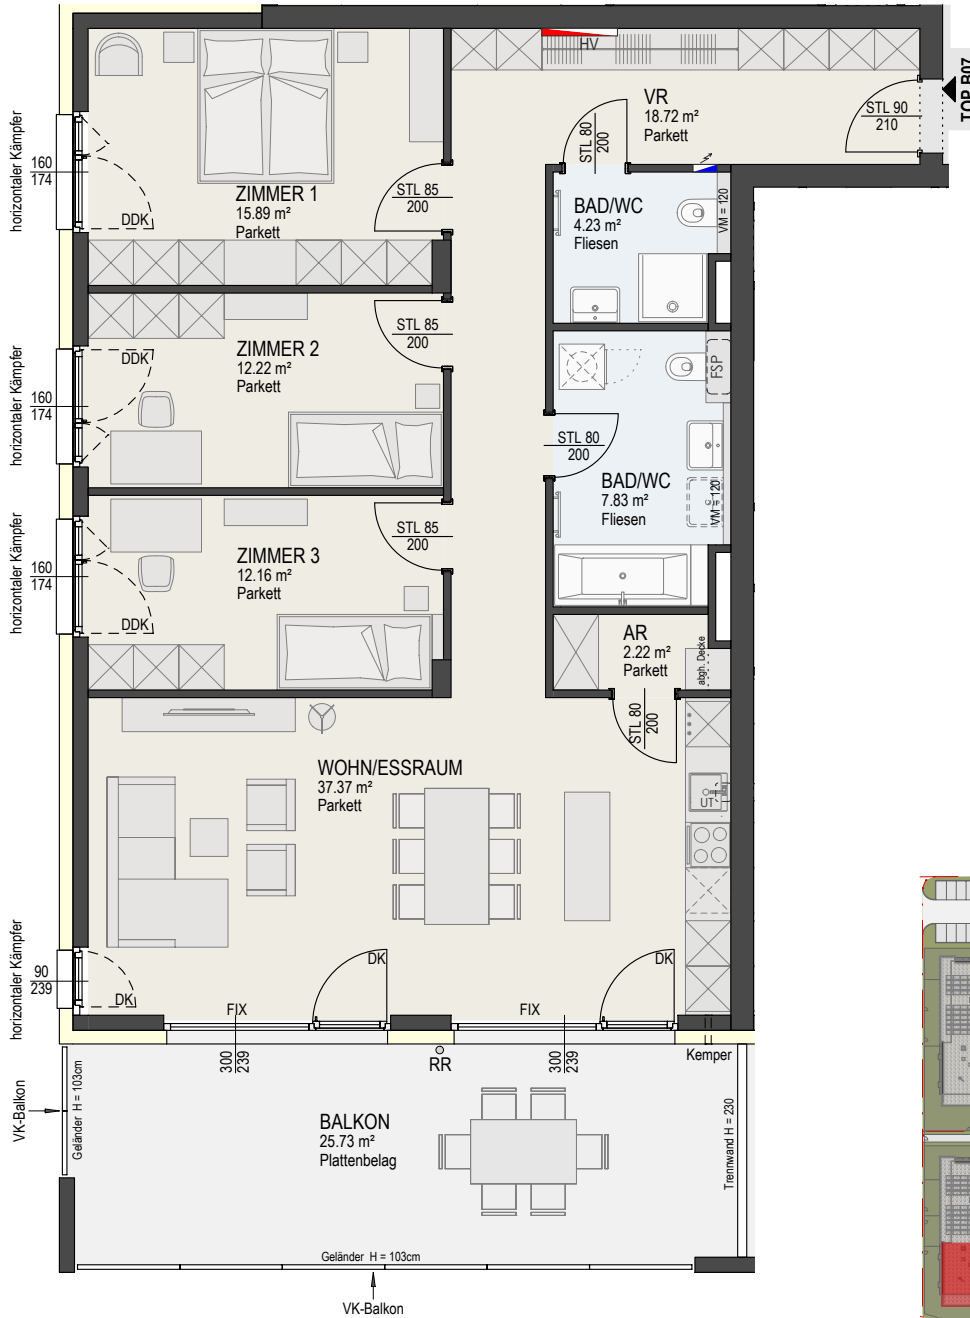 HV
TOP B07
VR
18.72 m²
Parkett
STL 90
210
STL 80
200
horizontaler Kämpfer
160
174
ZIMMER 1
15.89 m²
Parkett
DDK
STL 85
200
BAD/WC
4.23 m²
Fliesen
VM = 120
horizontaler Kämpfer
160
174
ZIMMER 2
12.22 m²
Parkett
DDK
STL 85
200
FSP
STL 80
200
BAD/WC
7.83 m²
Fliesen
VM = 120
horizontaler Kämpfer
160
174
ZIMMER 3
12.16 m²
Parkett
DDK
STL 85
200
AR
2.22 m²
Parkett
abgh. Decke
STL 80
200
WOHN/ESSRAUM
37.37 m²
Parkett
UT
horizontaler Kämpfer
90
239
DK
DK
DK
FIX
FIX
300
239
300
239
RR
Kemper
VK-Balkon
Geländer H = 103cm
BALKON
25.73 m²
Plattenbelag
Trennwand H = 230
Geländer H = 103cm
VK-Balkon